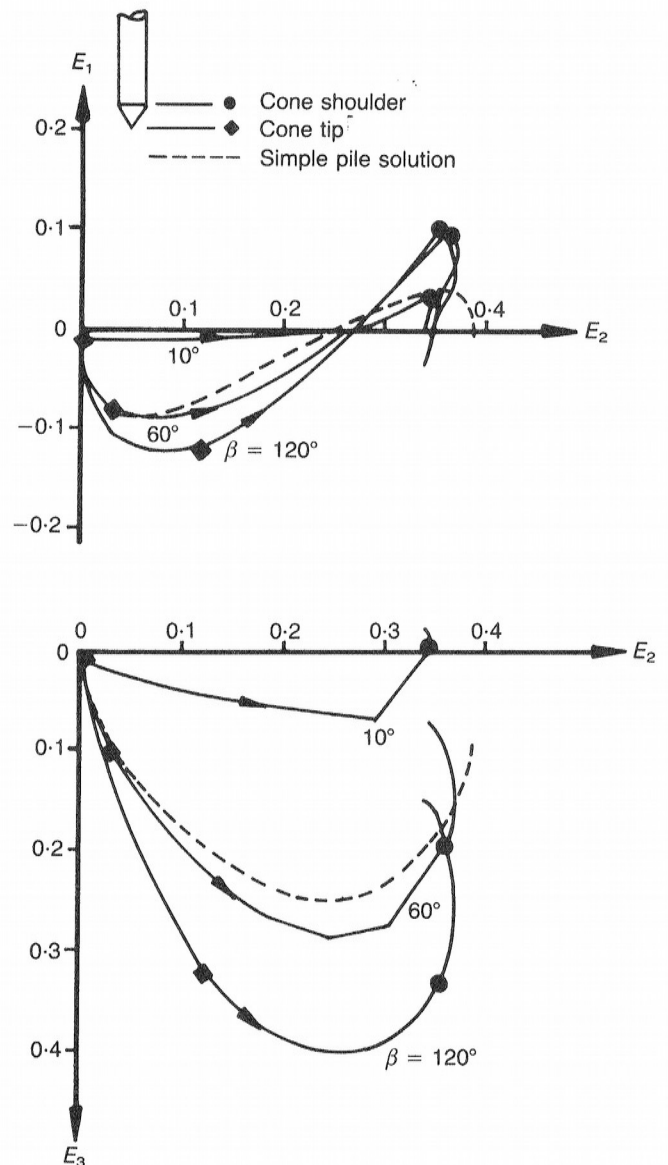 E₁
Cone shoulder
Cone tip
Simple pile solution
0·2
0·1
0
−0·1
−0·2
0·1 0·2 0·4
E₂
10°
60°
β = 120°
0 0·1 0·2 0·3 0·4
E₂
0
0·1
0·2
0·3
0·4
10°
60°
β = 120°
E₃